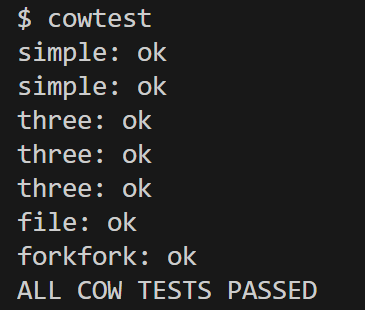 $ cowtest
simple: ok
simple: ok
three: ok
three: ok
three: ok
file: ok
forkfork: ok
ALL COW TESTS PASSED